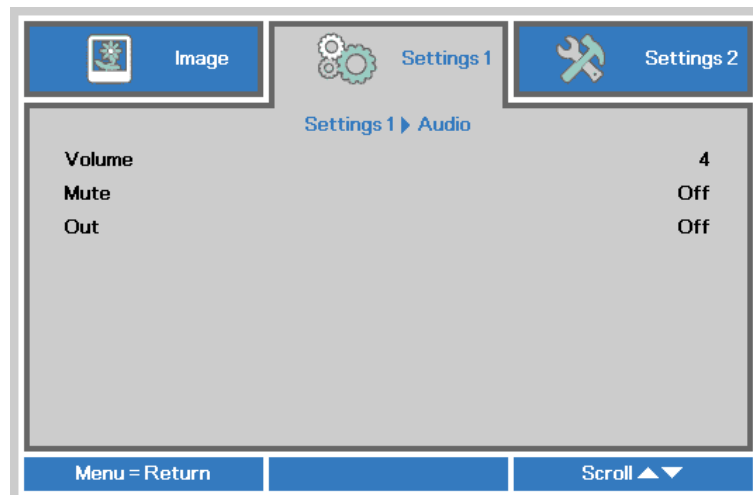 Image Settings 1 Settings 2
Settings 1 ▶ Audio
Volume 4
Mute Off
Out Off
Menu = Return Scroll ▲▼